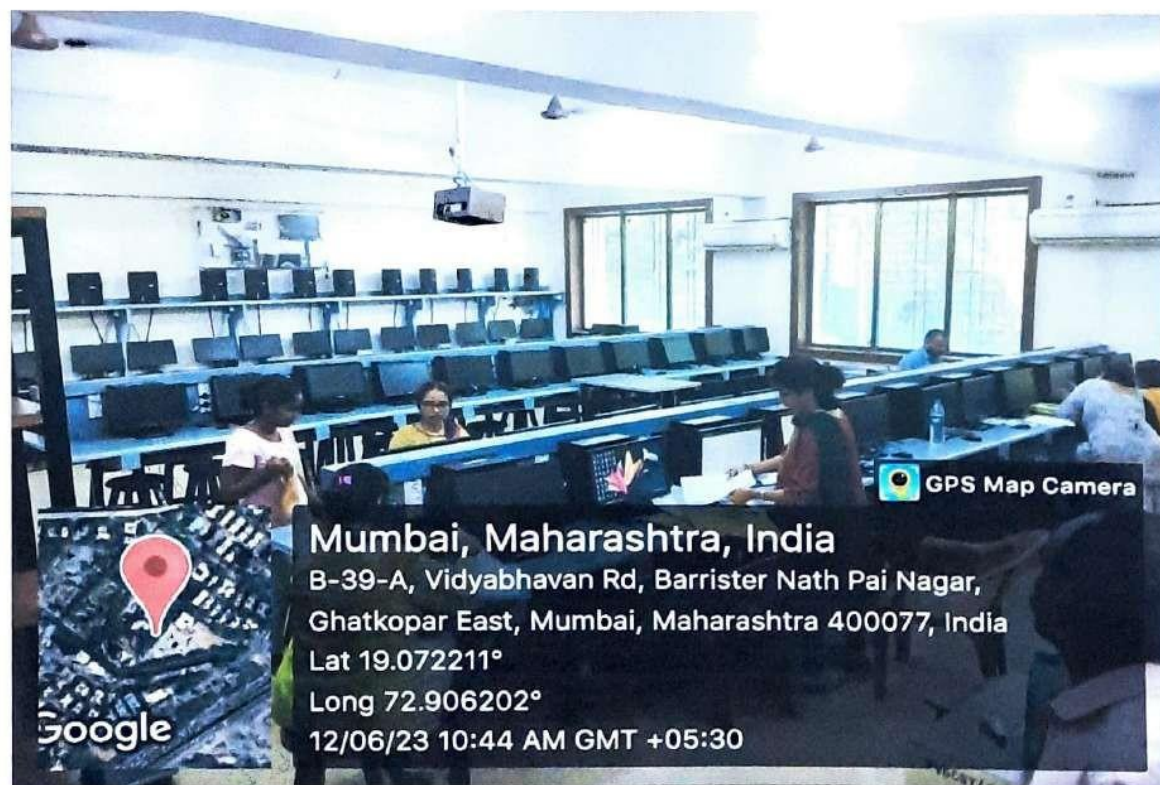 GPS Map Camera
Mumbai, Maharashtra, India
B-39-A, Vidyabhavan Rd, Barrister Nath Pai Nagar,
Ghatkopar East, Mumbai, Maharashtra 400077, India
Lat 19.072211°
Long 72.906202°
12/06/23 10:44 AM GMT +05:30
Google